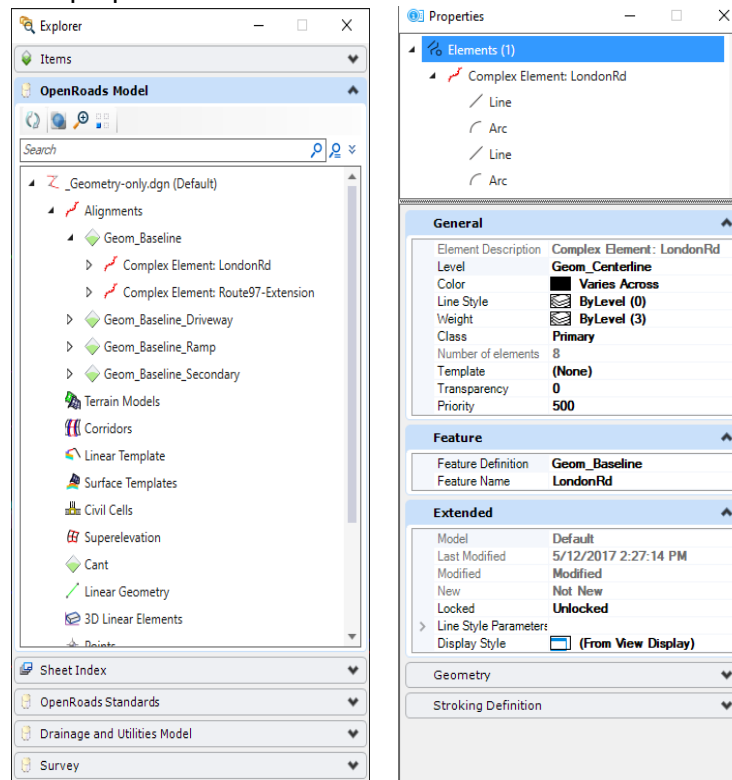 Explorer
Items
OpenRoads Model
Search
_Geometry-only.dgn (Default)
Alignments
Geom_Baseline
Complex Element: LondonRd
Complex Element: Route97-Extension
Geom_Baseline_Driveway
Geom_Baseline_Ramp
Geom_Baseline_Secondary
Terrain Models
Corridors
Linear Template
Surface Templates
Civil Cells
Superelevation
Cant
Linear Geometry
3D Linear Elements
Points
Sheet Index
OpenRoads Standards
Drainage and Utilities Model
Survey
Properties
Elements (1)
Complex Element: LondonRd
Line
Arc
Line
Arc
General
Element Description Complex Element: LondonRd
Level Geom_Centerline
Color Varies Across
Line Style ByLevel (0)
Weight ByLevel (3)
Class Primary
Number of elements 8
Template (None)
Transparency 0
Priority 500
Feature
Feature Definition Geom_Baseline
Feature Name LondonRd
Extended
Model Default
Last Modified 5/12/2017 2:27:14 PM
Modified Modified
New Not New
Locked Unlocked
Line Style Parameters
Display Style (From View Display)
Geometry
Stroking Definition